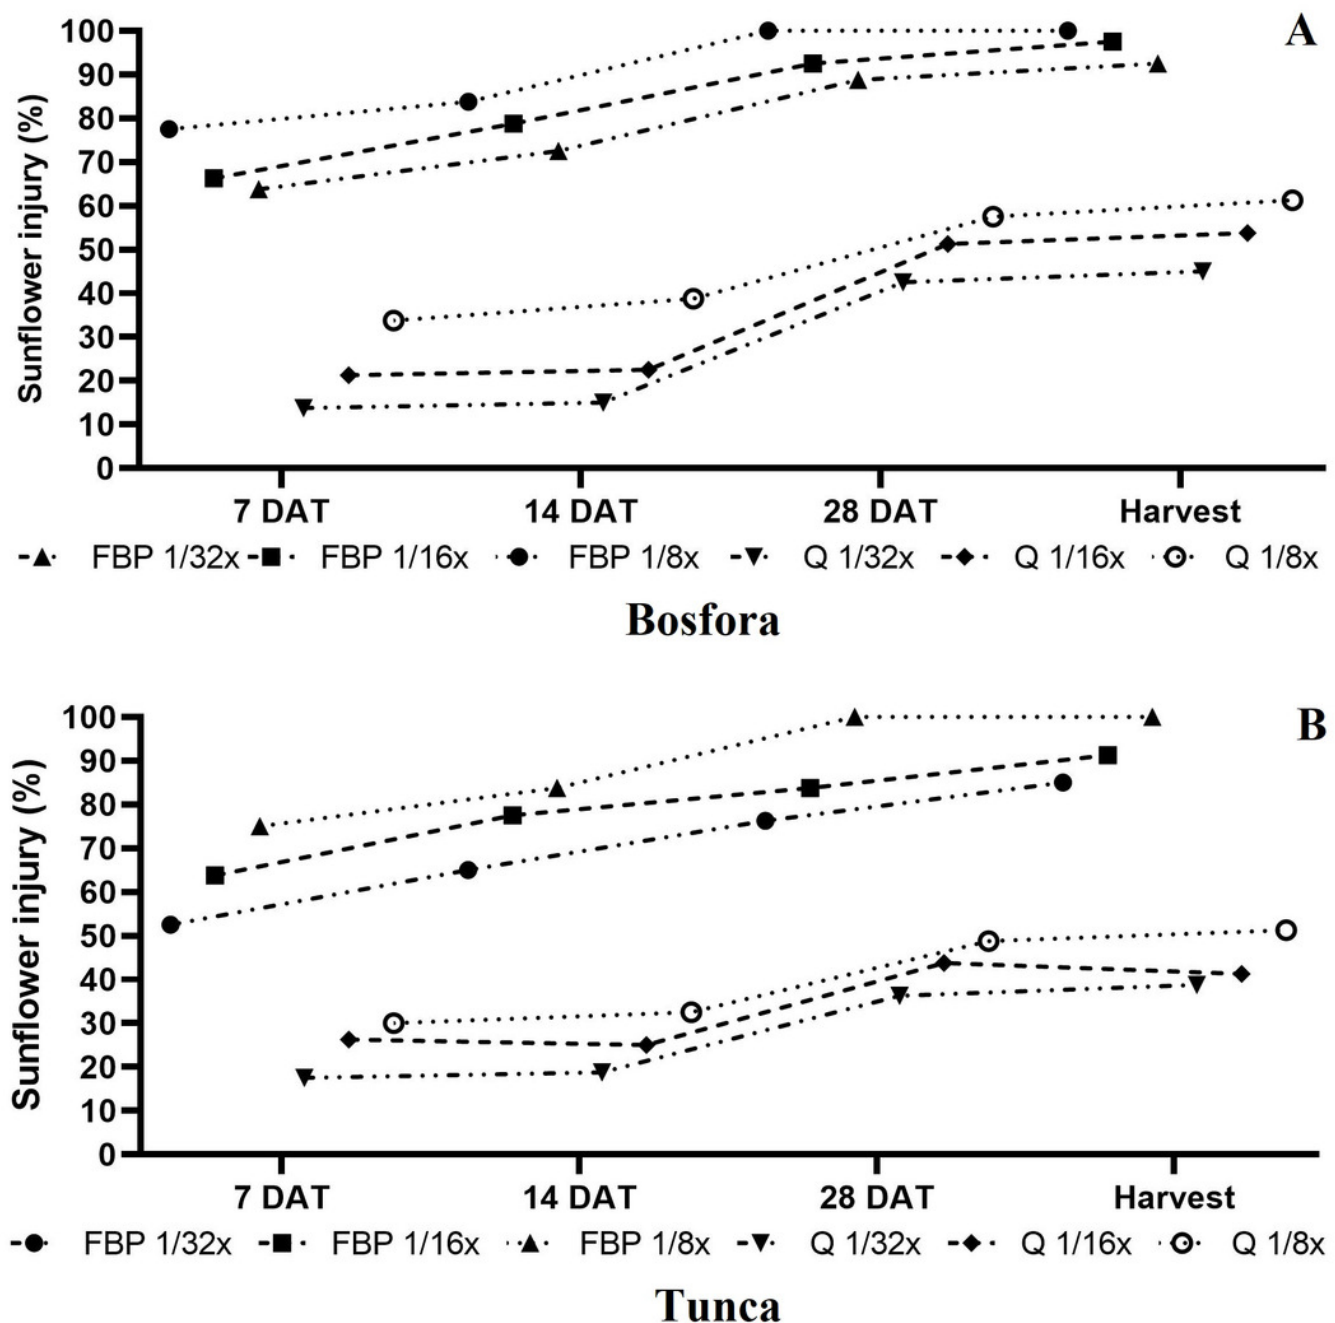 A
Sunflower injury (%)
100
90
80
70
60
50
40
30
20
10
0
7 DAT 14 DAT 28 DAT Harvest
FBP 1/32x FBP 1/16x FBP 1/8x Q 1/32x Q 1/16x Q 1/8x
Bosfora
B
Sunflower injury (%)
100
90
80
70
60
50
40
30
20
10
0
7 DAT 14 DAT 28 DAT Harvest
FBP 1/32x FBP 1/16x FBP 1/8x Q 1/32x Q 1/16x Q 1/8x
Tunca